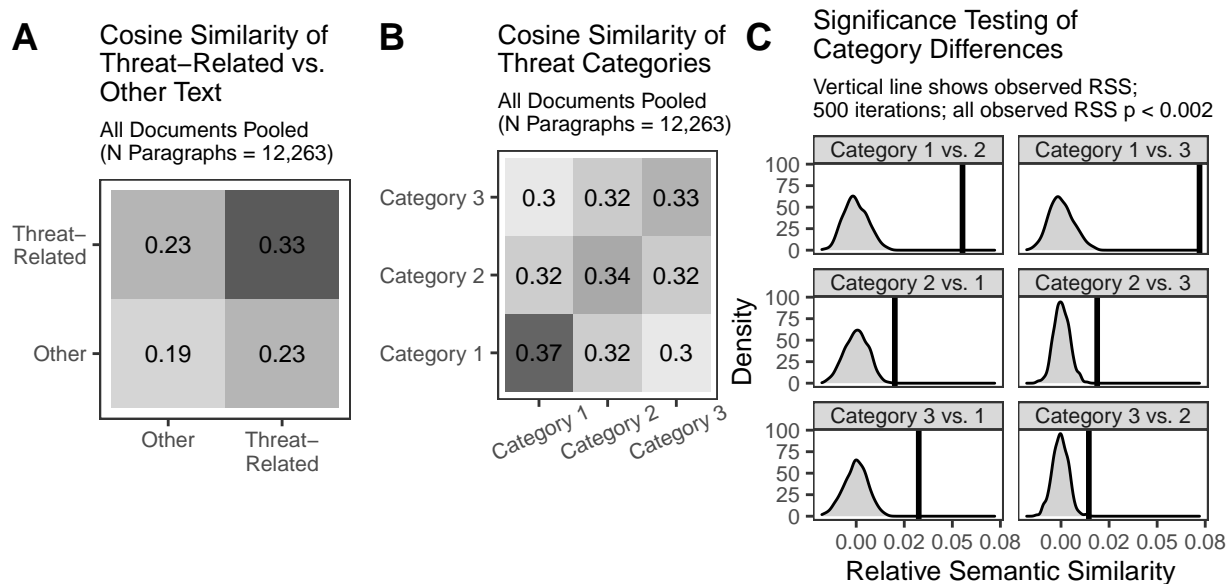 A
Cosine Similarity of
Threat−Related vs.
Other Text
All Documents Pooled
(N Paragraphs = 12,263)
Threat−
Related
Other
0.23
0.33
0.19
0.23
Other
Threat−
Related
B
Cosine Similarity of
Threat Categories
All Documents Pooled
(N Paragraphs = 12,263)
Category 3
0.3
0.32
0.33
Category 2
0.32
0.34
0.32
Category 1
0.37
0.32
0.3
Category 1
Category 2
Category 3
C
Significance Testing of
Category Differences
Vertical line shows observed RSS;
500 iterations; all observed RSS p < 0.002
Density
Category 1 vs. 2
Category 1 vs. 3
100
75
50
25
0
Category 2 vs. 1
Category 2 vs. 3
100
75
50
25
0
Category 3 vs. 1
Category 3 vs. 2
100
75
50
25
0
0.00 0.02 0.05 0.08
0.00 0.02 0.05 0.08
Relative Semantic Similarity